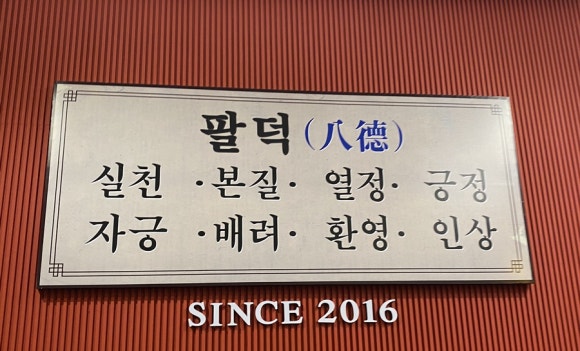 팔덕(八德)
실천 ·본질· 열정· 긍정
자긍 ·배려· 환영· 인상
SINCE 2016